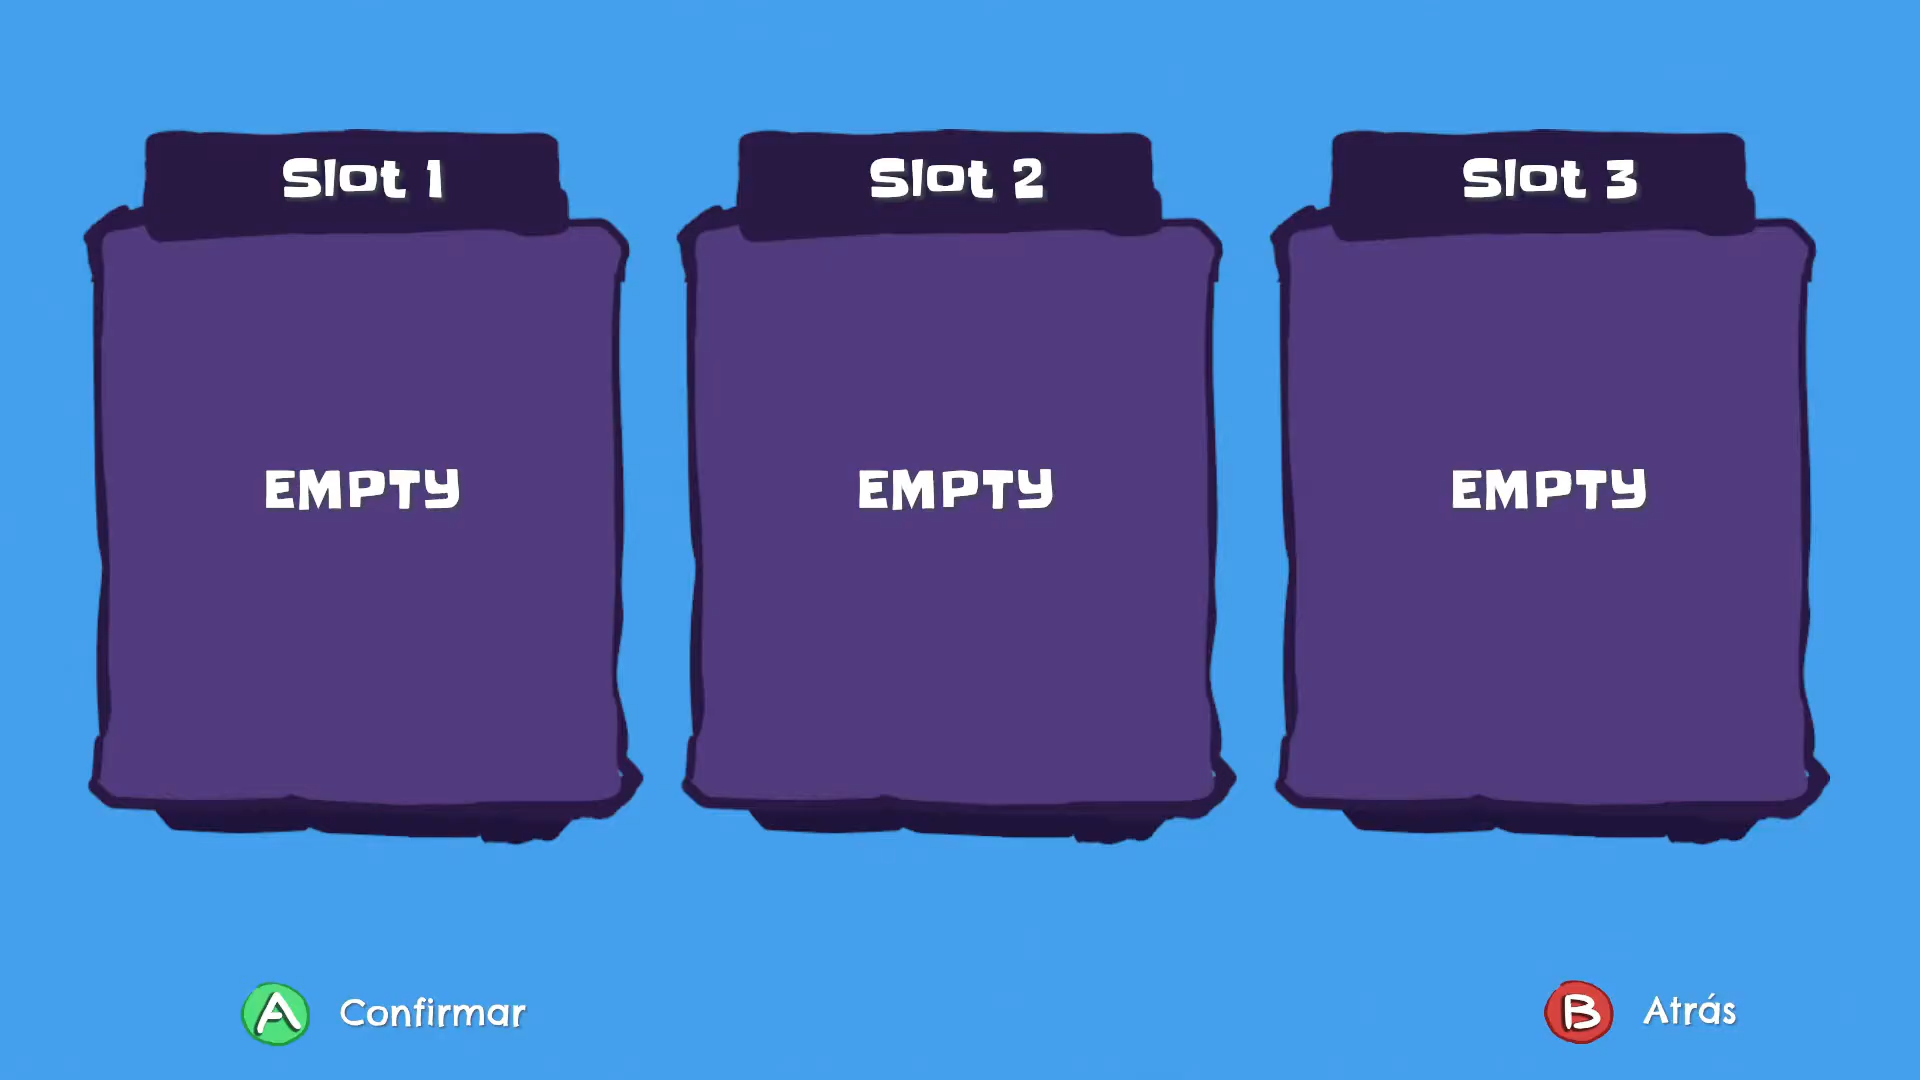 Slot 1
Slot 2
Slot 3
EMPTY
EMPTY
EMPTY
A Confirmar
B Atrás